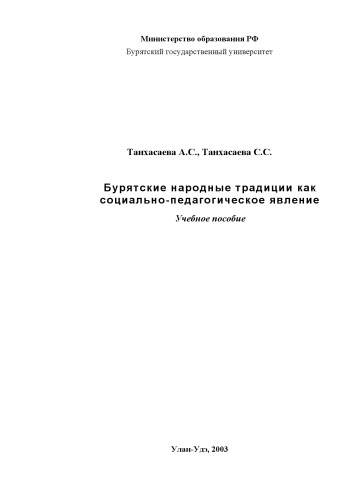 Министерство образования РФ
Бурятский государственный университет
Танхасаева А.С., Танхасаева С.С.
Бурятские народные традиции как
социально-педагогическое явление
Учебное пособие
Улан-Удэ, 2003